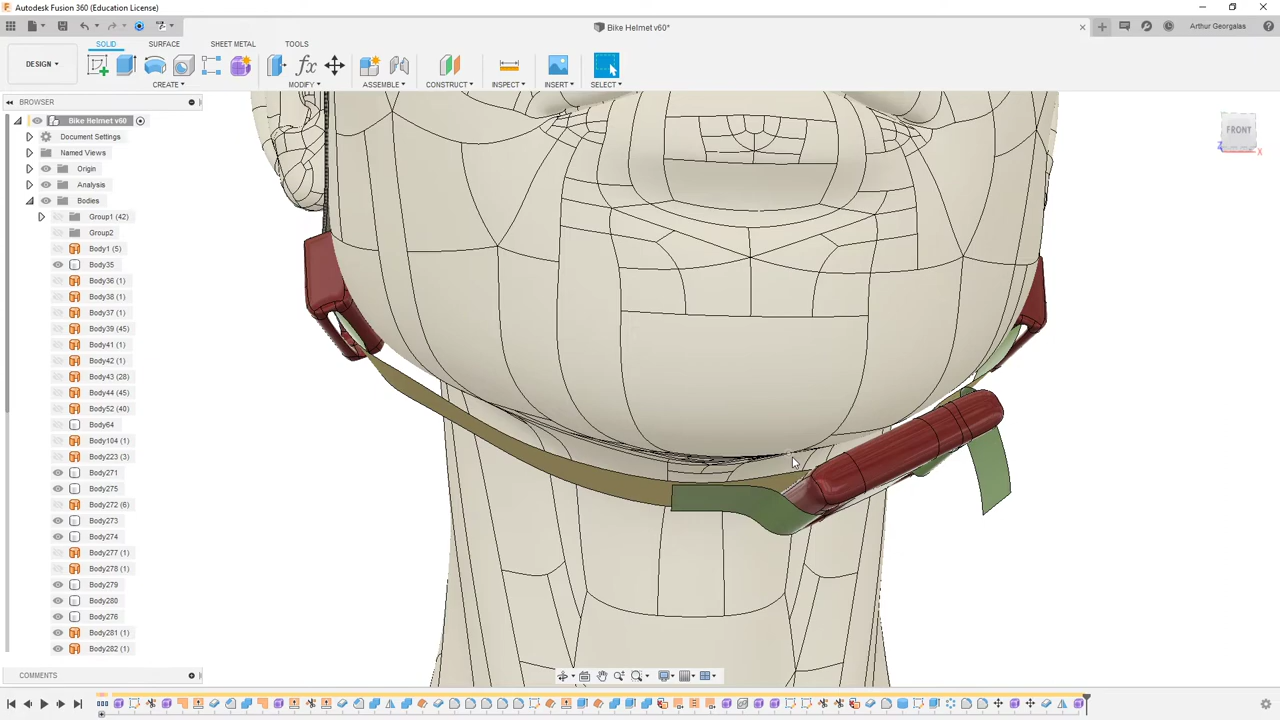 Autodesk Fusion 360 (Education License)
Bike Helmet v60*
Arthur Georgalas
DESIGN
SOLID
SURFACE
SHEET METAL
TOOLS
CREATE
MODIFY
ASSEMBLE
CONSTRUCT
INSPECT
INSERT
SELECT
BROWSER
Bike Helmet v60
Document Settings
Named Views
Origin
Analysis
Bodies
Group1 (42)
Group2
Body1 (5)
Body35
Body36 (1)
Body38 (1)
Body37 (1)
Body39 (45)
Body41 (1)
Body42 (1)
Body43 (28)
Body44 (45)
Body52 (40)
Body64
Body104 (1)
Body223 (3)
Body271
Body275
Body272 (6)
Body273
Body274
Body277 (1)
Body278 (1)
Body279
Body280
Body276
Body281 (1)
Body282 (1)
COMMENTS
FRONT
Z
X